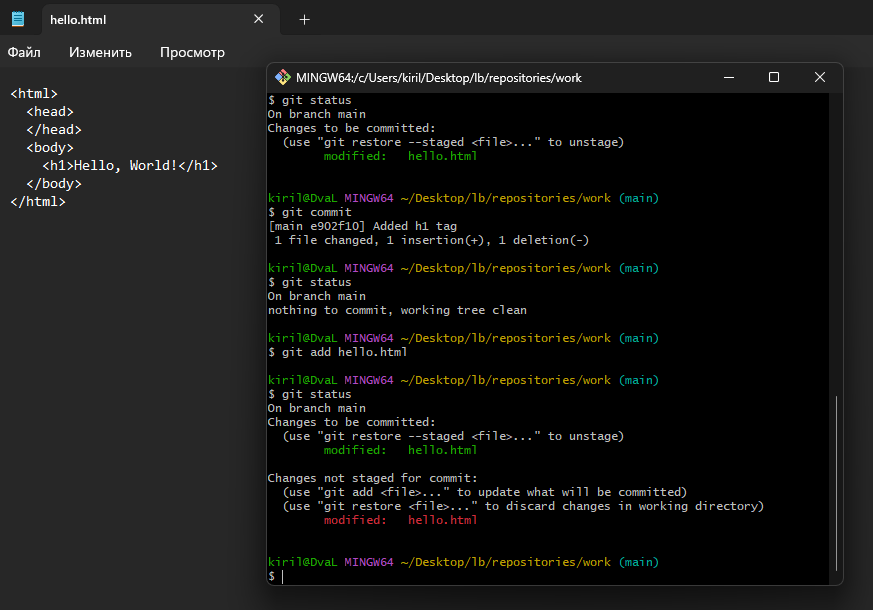 hello.html
Файл Изменить Просмотр
<html>
  <head>
  </head>
  <body>
    <h1>Hello, World!</h1>
  </body>
</html>
MINGW64:/c/Users/kiril/Desktop/lb/repositories/work
$ git status
On branch main
Changes to be committed:
  (use "git restore --staged <file>..." to unstage)
        modified:   hello.html

kiril@DvaL MINGW64 ~/Desktop/lb/repositories/work (main)
$ git commit
[main e902f10] Added h1 tag
 1 file changed, 1 insertion(+), 1 deletion(-)

kiril@DvaL MINGW64 ~/Desktop/lb/repositories/work (main)
$ git status
On branch main
nothing to commit, working tree clean

kiril@DvaL MINGW64 ~/Desktop/lb/repositories/work (main)
$ git add hello.html

kiril@DvaL MINGW64 ~/Desktop/lb/repositories/work (main)
$ git status
On branch main
Changes to be committed:
  (use "git restore --staged <file>..." to unstage)
        modified:   hello.html

Changes not staged for commit:
  (use "git add <file>..." to update what will be committed)
  (use "git restore <file>..." to discard changes in working directory)
        modified:   hello.html

kiril@DvaL MINGW64 ~/Desktop/lb/repositories/work (main)
$